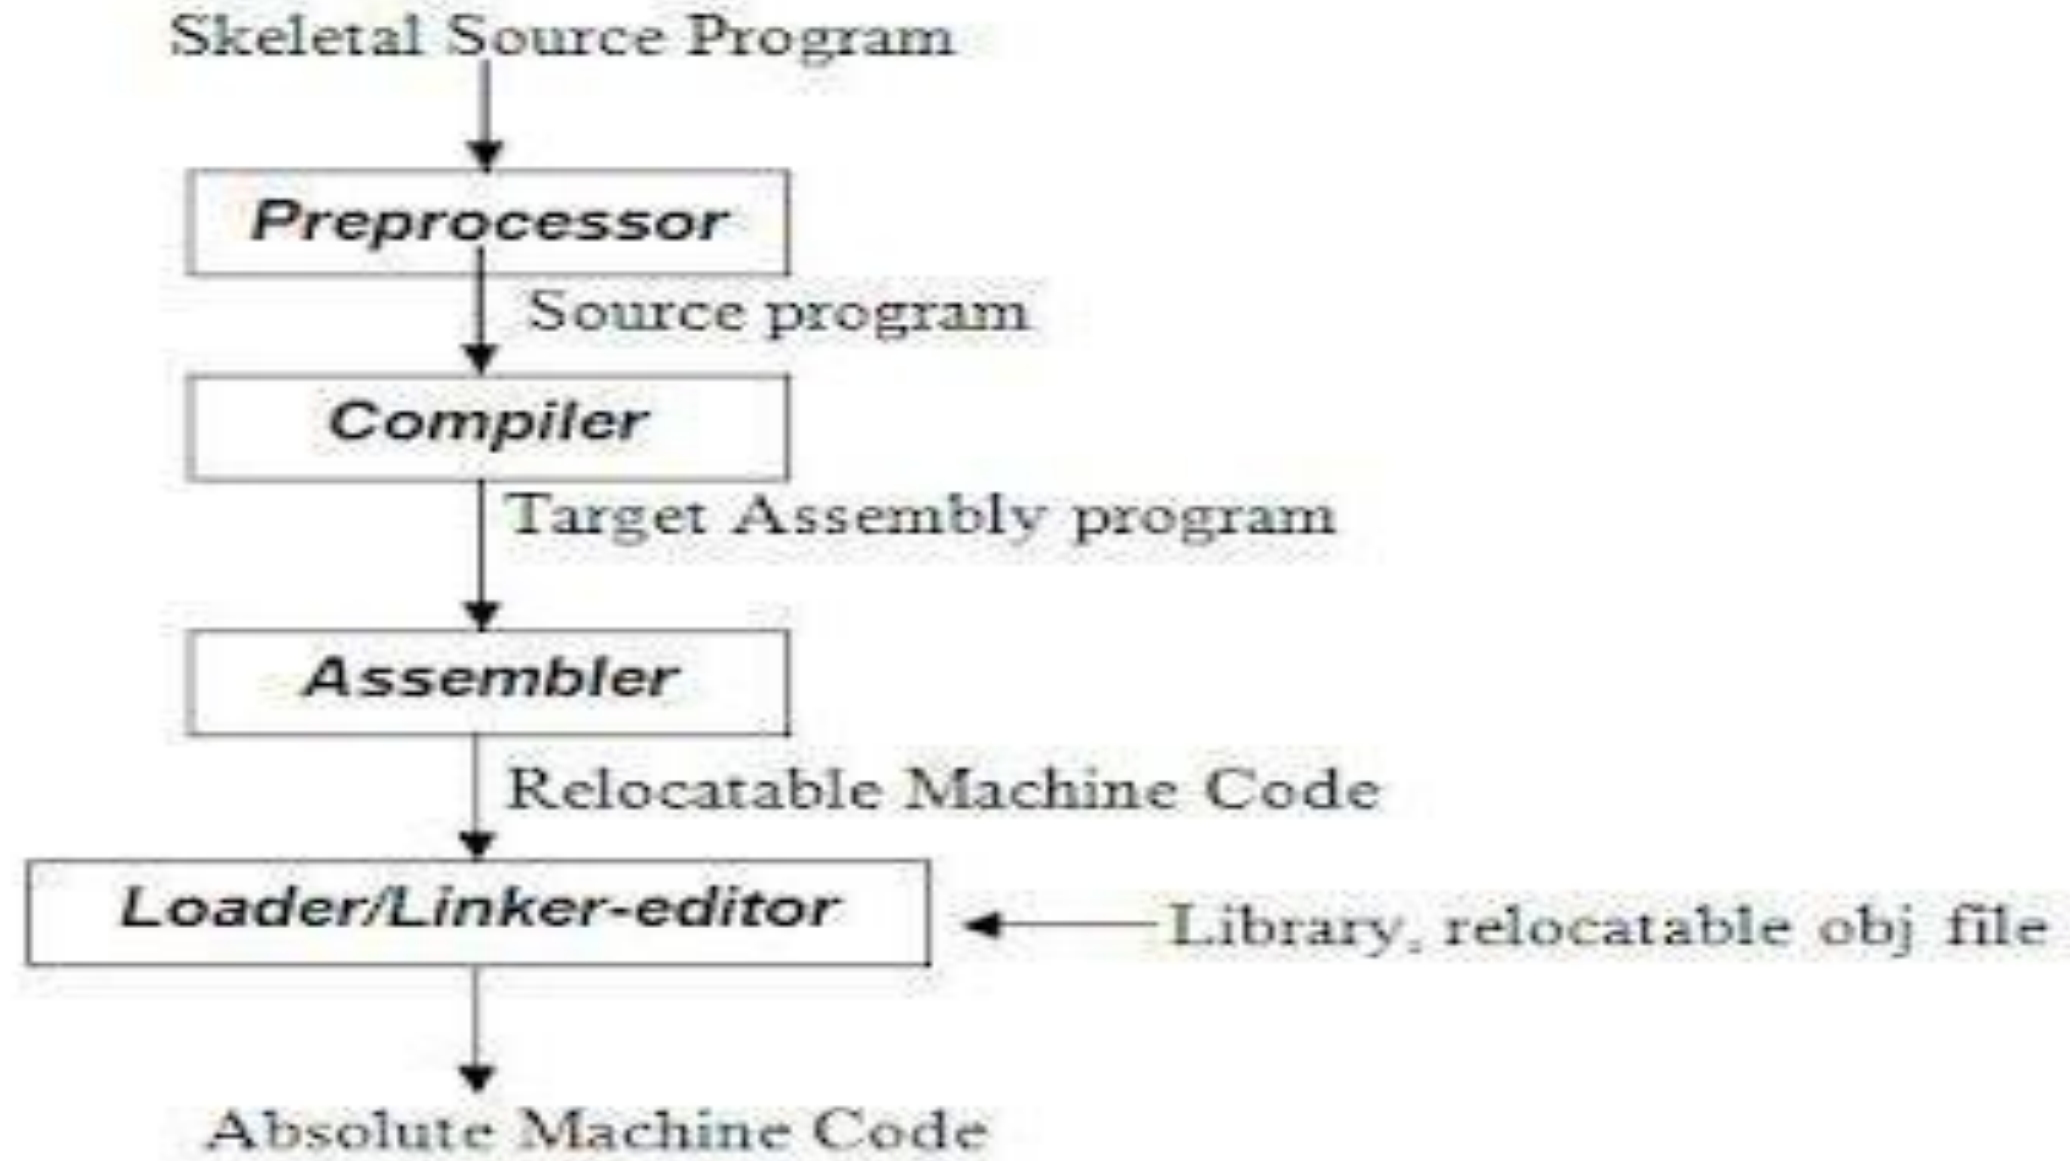 Skeletal Source Program
Preprocessor
Source program
Compiler
Target Assembly program
Assembler
Relocatable Machine Code
Loader/Linker-editor
Library, relocatable obj file
Absolute Machine Code